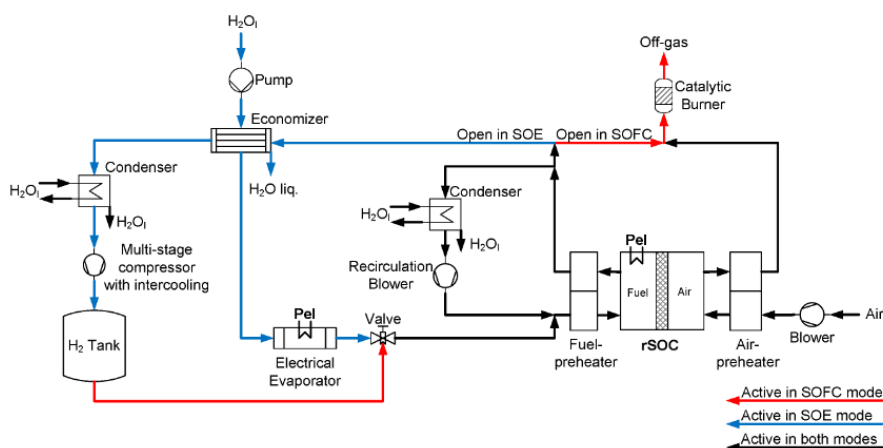 H₂Oₗ
Pump
Economizer
Off-gas
Catalytic
Burner
Open in SOE
Open in SOFC
Condenser
H₂Oₗ
H₂Oₗ
H₂O liq.
Condenser
H₂Oₗ
H₂Oₗ
Multi-stage
compressor
with intercooling
Recirculation
Blower
Pel
Fuel
Air
H₂ Tank
Pel
Valve
Electrical
Evaporator
Fuel-
preheater
rSOC
Air-
preheater
Blower
Air
Active in SOFC mode
Active in SOE mode
Active in both modes